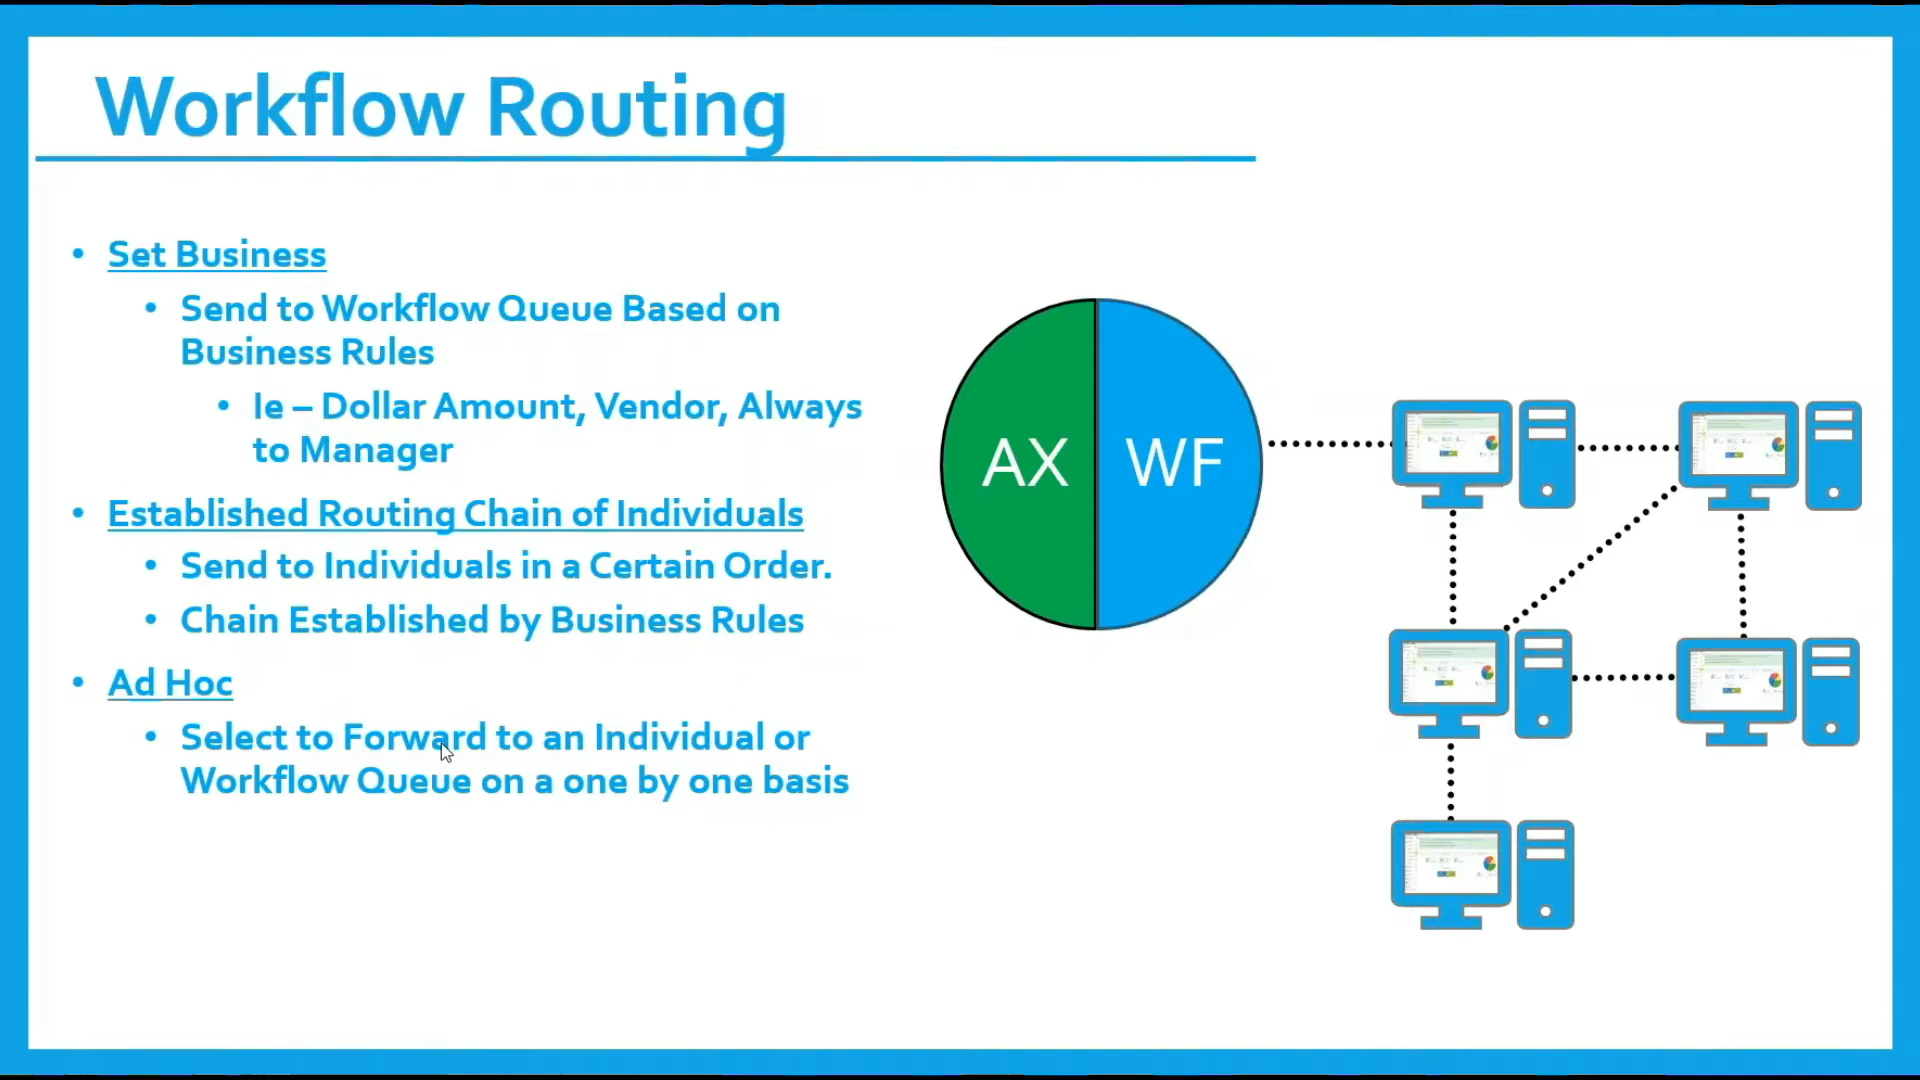 Workflow Routing
• Set Business
• Send to Workflow Queue Based on
Business Rules
• Ie – Dollar Amount, Vendor, Always
to Manager
• Established Routing Chain of Individuals
• Send to Individuals in a Certain Order.
• Chain Established by Business Rules
• Ad Hoc
• Select to Forward to an Individual or
Workflow Queue on a one by one basis
AX WF